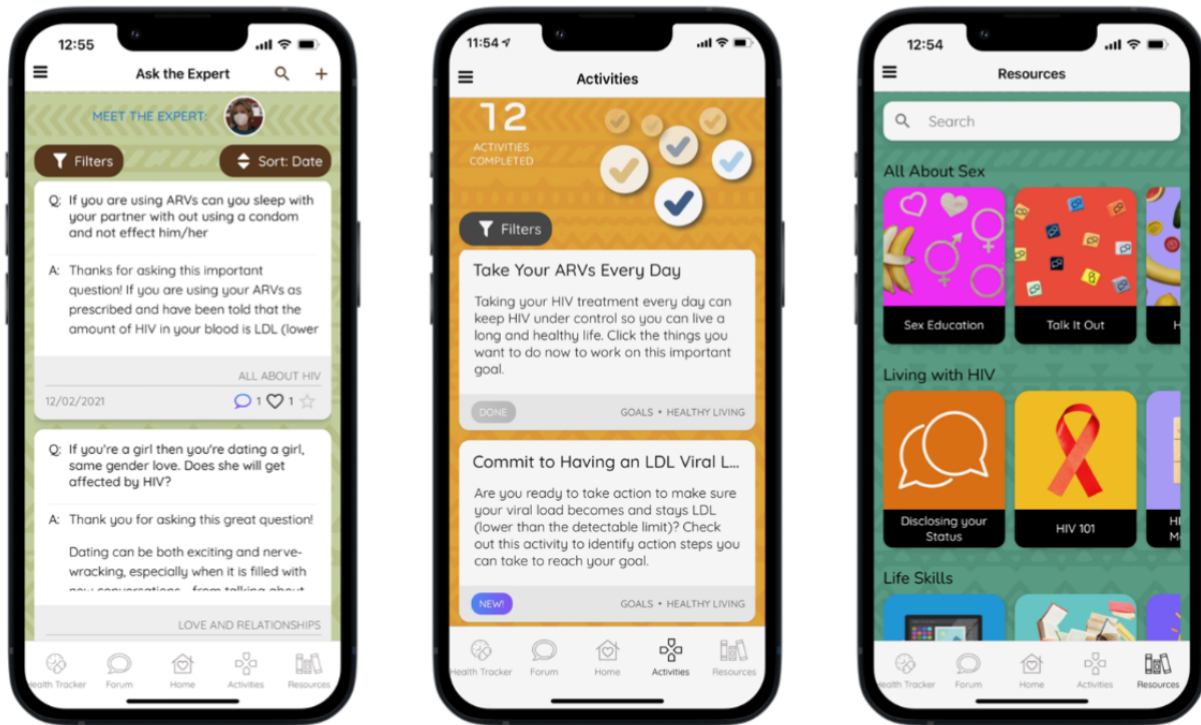 12:55
Ask the Expert
MEET THE EXPERT:
Filters
Sort: Date
Q: If you are using ARVs can you sleep with
your partner with out using a condom
and not effect him/her
A: Thanks for asking this important
question! If you are using your ARVs as
prescribed and have been told that the
amount of HIV in your blood is LDL (lower
ALL ABOUT HIV
12/02/2021
1
1
Q: If you're a girl then you're dating a girl,
same gender love. Does she will get
affected by HIV?
A: Thank you for asking this great question!
Dating can be both exciting and nerve-
wracking, especially when it is filled with
new conversations - from talking about
LOVE AND RELATIONSHIPS
ealth Tracker
Forum
Home
Activities
Resources
11:54
Activities
12
ACTIVITIES
COMPLETED
Filters
Take Your ARVs Every Day
Taking your HIV treatment every day can
keep HIV under control so you can live a
long and healthy life. Click the things you
want to do now to work on this important
goal.
DONE
GOALS • HEALTHY LIVING
Commit to Having an LDL Viral L...
Are you ready to take action to make sure
your viral load becomes and stays LDL
(lower than the detectable limit)? Check
out this activity to identify action steps you
can take to reach your goal.
NEW!
GOALS • HEALTHY LIVING
ealth Tracker
Forum
Home
Activities
Resources
12:54
Resources
Search
All About Sex
Sex Education
Talk It Out
H
Living with HIV
Disclosing your
Status
HIV 101
Life Skills
ealth Tracker
Forum
Home
Activities
Resources